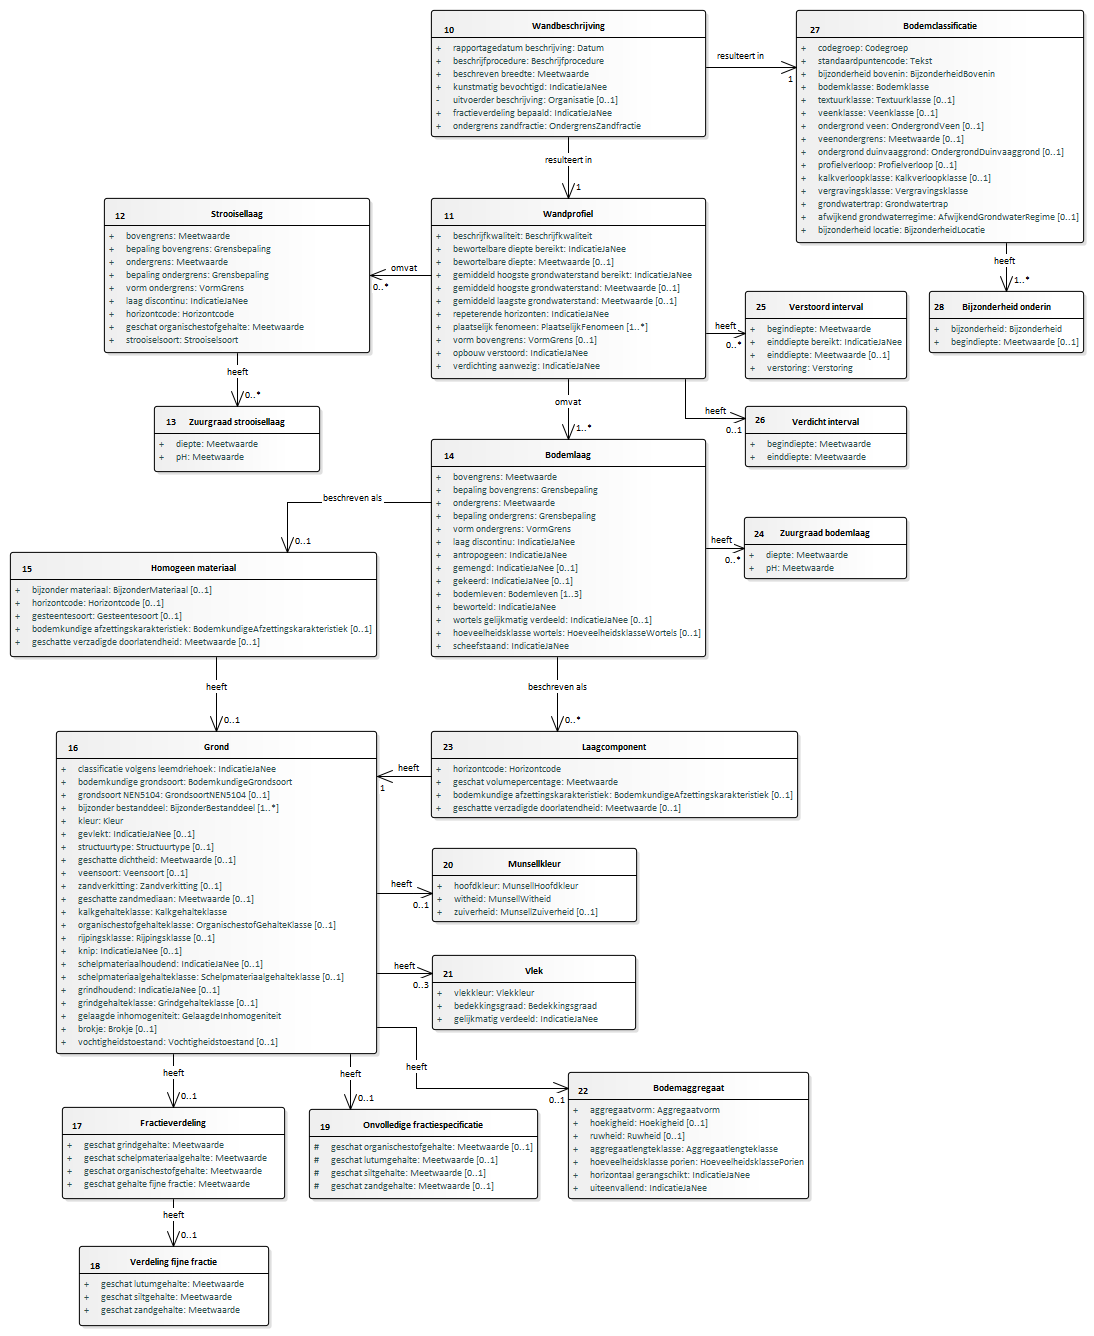 10 Wandbeschrijving
+ rapportagedatum beschrijving: Datum
+ beschrijfprocedure: Beschrijfprocedure
+ beschreven breedte: Meetwaarde
+ kunstmatig bevochtigd: IndicatieJaNee
- uitvoerder beschrijving: Organisatie [0..1]
+ fractieverdeling bepaald: IndicatieJaNee
+ ondergrens zandfractie: OndergrensZandfractie
resulteert in
1
27 Bodemclassificatie
+ codegroep: Codegroep
+ standaardpuntencode: Tekst
+ bijzonderheid bovenin: BijzonderheidBovenin
+ bodemklasse: Bodemklasse
+ textuurklasse: Textuurklasse [0..1]
+ veenklasse: Veenklasse [0..1]
+ ondergrond veen: OndergrondVeen [0..1]
+ veenondergrens: Meetwaarde [0..1]
+ ondergrond duinvaaggrond: OndergrondDuinvaaggrond [0..1]
+ profielverloop: Profielverloop [0..1]
+ kalkverloopklasse: Kalkverloopklasse [0..1]
+ vergravingsklasse: Vergravingsklasse
+ grondwatertrap: Grondwatertrap
+ afwijkend grondwaterregime: AfwijkendGrondwaterRegime [0..1]
+ bijzonderheid locatie: BijzonderheidLocatie
resulteert in
1
heeft
1..*
12 Strooisellaag
+ bovengrens: Meetwaarde
+ bepaling bovengrens: Grensbepaling
+ ondergrens: Meetwaarde
+ bepaling ondergrens: Grensbepaling
+ vorm ondergrens: VormGrens
+ laag discontinu: IndicatieJaNee
+ horizontcode: Horizontcode
+ geschat organischestofgehalte: Meetwaarde
+ strooiselsoort: Strooiselsoort
omvat
0..*
11 Wandprofiel
+ beschrijfkwaliteit: Beschrijfkwaliteit
+ bewortelbare diepte bereikt: IndicatieJaNee
+ bewortelbare diepte: Meetwaarde [0..1]
+ gemiddeld hoogste grondwaterstand bereikt: IndicatieJaNee
+ gemiddeld hoogste grondwaterstand: Meetwaarde [0..1]
+ gemiddeld laagste grondwaterstand: Meetwaarde [0..1]
+ repeterende horizonten: IndicatieJaNee
+ plaatselijk fenomeen: PlaatselijkFenomeen [1..*]
+ vorm bovengrens: VormGrens [0..1]
+ opbouw verstoord: IndicatieJaNee
+ verdichting aanwezig: IndicatieJaNee
heeft
0..*
25 Verstoord interval
+ begindiepte: Meetwaarde
+ einddiepte bereikt: IndicatieJaNee
+ einddiepte: Meetwaarde [0..1]
+ verstoring: Verstoring
28 Bijzonderheid onderin
+ bijzonderheid: Bijzonderheid
+ begindiepte: Meetwaarde [0..1]
heeft
0..*
13 Zuurgraad strooisellaag
+ diepte: Meetwaarde
+ pH: Meetwaarde
omvat
1..*
heeft
0..1
26 Verdicht interval
+ begindiepte: Meetwaarde
+ einddiepte: Meetwaarde
14 Bodemlaag
+ bovengrens: Meetwaarde
+ bepaling bovengrens: Grensbepaling
+ ondergrens: Meetwaarde
+ bepaling ondergrens: Grensbepaling
+ vorm ondergrens: VormGrens
+ laag discontinu: IndicatieJaNee
+ antropogeen: IndicatieJaNee
+ gemengd: IndicatieJaNee [0..1]
+ gekeerd: IndicatieJaNee [0..1]
+ bodemleven: Bodemleven [1..3]
+ beworteld: IndicatieJaNee
+ wortels gelijkmatig verdeeld: IndicatieJaNee [0..1]
+ hoeveelheidsklasse wortels: HoeveelheidsklasseWortels [0..1]
+ scheefstaand: IndicatieJaNee
beschreven als
0..1
heeft
0..*
24 Zuurgraad bodemlaag
+ diepte: Meetwaarde
+ pH: Meetwaarde
15 Homogeen materiaal
+ bijzonder materiaal: BijzonderMateriaal [0..1]
+ horizontcode: Horizontcode [0..1]
+ gesteentesoort: Gesteentesoort [0..1]
+ bodemkundige afzettingskarakteristiek: BodemkundigeAfzettingskarakteristiek [0..1]
+ geschatte verzadigde doorlatendheid: Meetwaarde [0..1]
heeft
0..1
beschreven als
0..*
16 Grond
+ classificatie volgens leemdriehoek: IndicatieJaNee
+ bodemkundige grondsoort: BodemkundigeGrondsoort
+ grondsoort NEN5104: GrondsoortNEN5104 [0..1]
+ bijzonder bestanddeel: BijzonderBestanddeel [1..*]
+ kleur: Kleur
+ gevlekt: IndicatieJaNee [0..1]
+ structuurtype: Structuurtype [0..1]
+ geschatte dichtheid: Meetwaarde [0..1]
+ veensoort: Veensoort [0..1]
+ zandverkitting: Zandverkitting [0..1]
+ geschatte zandmediaan: Meetwaarde [0..1]
+ kalkgehalteklasse: Kalkgehalteklasse
+ organischestofgehalteklasse: OrganischestofGehalteKlasse [0..1]
+ rijpingsklasse: Rijpingsklasse [0..1]
+ knip: IndicatieJaNee [0..1]
+ schelpmateriaalhoudend: IndicatieJaNee [0..1]
+ schelpmateriaalgehalteklasse: Schelpmateriaalgehalteklasse [0..1]
+ grindhoudend: IndicatieJaNee [0..1]
+ grindgehalteklasse: Grindgehalteklasse [0..1]
+ gelaagde inhomogeniteit: GelaagdeInhomogeniteit
+ brokje: Brokje [0..1]
+ vochtigheidstoestand: Vochtigheidstoestand [0..1]
heeft
1
23 Laagcomponent
+ horizontcode: Horizontcode
+ geschat volumepercentage: Meetwaarde
+ bodemkundige afzettingskarakteristiek: BodemkundigeAfzettingskarakteristiek [0..1]
+ geschatte verzadigde doorlatendheid: Meetwaarde [0..1]
heeft
0..1
20 Munsellkleur
+ hoofdkleur: MunsellHoofdkleur
+ witheid: MunsellWitheid
+ zuiverheid: MunsellZuiverheid [0..1]
heeft
0..3
21 Vlek
+ vlekkleur: Vlekkleur
+ bedekkingsgraad: Bedekkingsgraad
+ gelijkmatig verdeeld: IndicatieJaNee
heeft
0..1
heeft
0..1
heeft
0..1
22 Bodemaggregaat
+ aggregaatvorm: Aggregaatvorm
+ hoekigheid: Hoekigheid [0..1]
+ ruwheid: Ruwheid [0..1]
+ aggregaatlengteklasse: Aggregaatlengteklasse
+ hoeveelheidsklasse porien: HoeveelheidsklassePorien
+ horizontaal gerangschikt: IndicatieJaNee
+ uiteenvallend: IndicatieJaNee
17 Fractieverdeling
+ geschat grindgehalte: Meetwaarde
+ geschat schelpmateriaalgehalte: Meetwaarde
+ geschat organischestofgehalte: Meetwaarde
+ geschat gehalte fijne fractie: Meetwaarde
19 Onvolledige fractiespecificatie
# geschat organischestofgehalte: Meetwaarde [0..1]
# geschat lutumgehalte: Meetwaarde [0..1]
# geschat siltgehalte: Meetwaarde [0..1]
# geschat zandgehalte: Meetwaarde [0..1]
heeft
0..1
18 Verdeling fijne fractie
+ geschat lutumgehalte: Meetwaarde
+ geschat siltgehalte: Meetwaarde
+ geschat zandgehalte: Meetwaarde